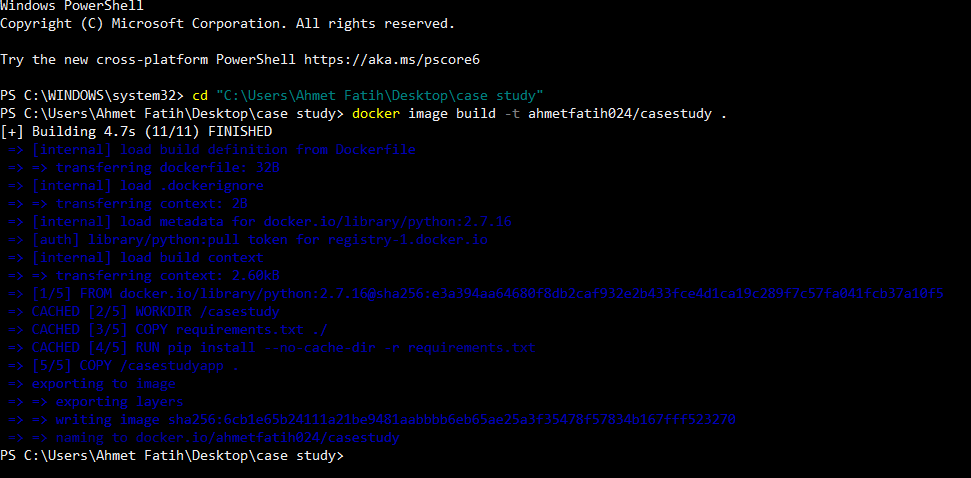 Windows PowerShell
Copyright (C) Microsoft Corporation. All rights reserved.
Try the new cross-platform PowerShell https://aka.ms/pscore6
PS C:\WINDOWS\system32> cd "C:\Users\Ahmet Fatih\Desktop\case study"
PS C:\Users\Ahmet Fatih\Desktop\case study> docker image build -t ahmetfatih024/casestudy .
[+] Building 4.7s (11/11) FINISHED
=> [internal] load build definition from Dockerfile
=> => transferring dockerfile: 32B
=> [internal] load .dockerignore
=> => transferring context: 2B
=> [internal] load metadata for docker.io/library/python:2.7.16
=> [auth] library/python:pull token for registry-1.docker.io
=> [internal] load build context
=> => transferring context: 2.60kB
=> [1/5] FROM docker.io/library/python:2.7.16@sha256:e3a394aa64680f8db2caf932e2b433fce4d1ca19c289f7c57fa041fcb37a10f5
=> CACHED [2/5] WORKDIR /casestudy
=> CACHED [3/5] COPY requirements.txt ./
=> CACHED [4/5] RUN pip install --no-cache-dir -r requirements.txt
=> [5/5] COPY /casestudyapp .
=> exporting to image
=> => exporting layers
=> => writing image sha256:6cb1e65b24111a21be9481aabbbb6eb65ae25a3f35478f57834b167fff523270
=> => naming to docker.io/ahmetfatih024/casestudy
PS C:\Users\Ahmet Fatih\Desktop\case study>